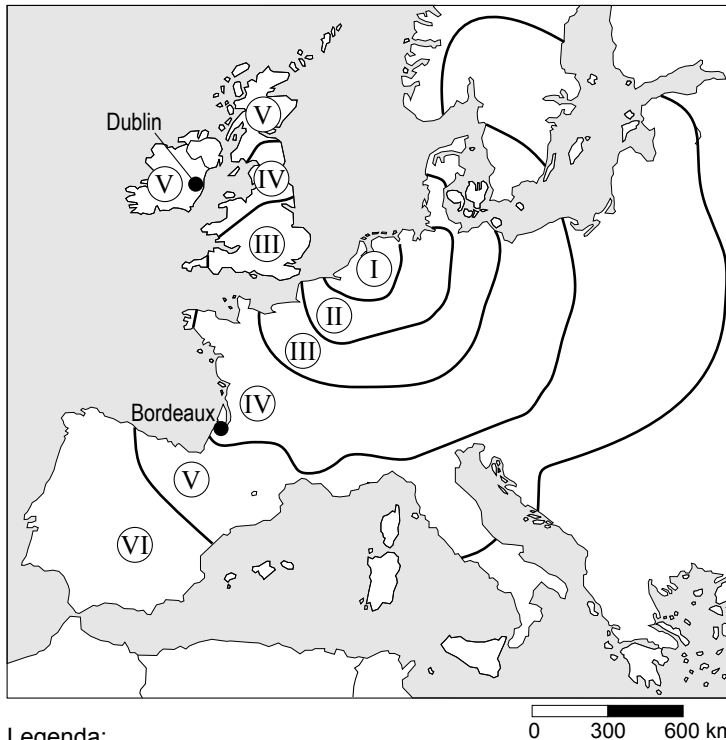 V
Dublin
V
IV
III
I
II
III
IV
Bordeaux
V
VI
Legenda:
0 300 600 km